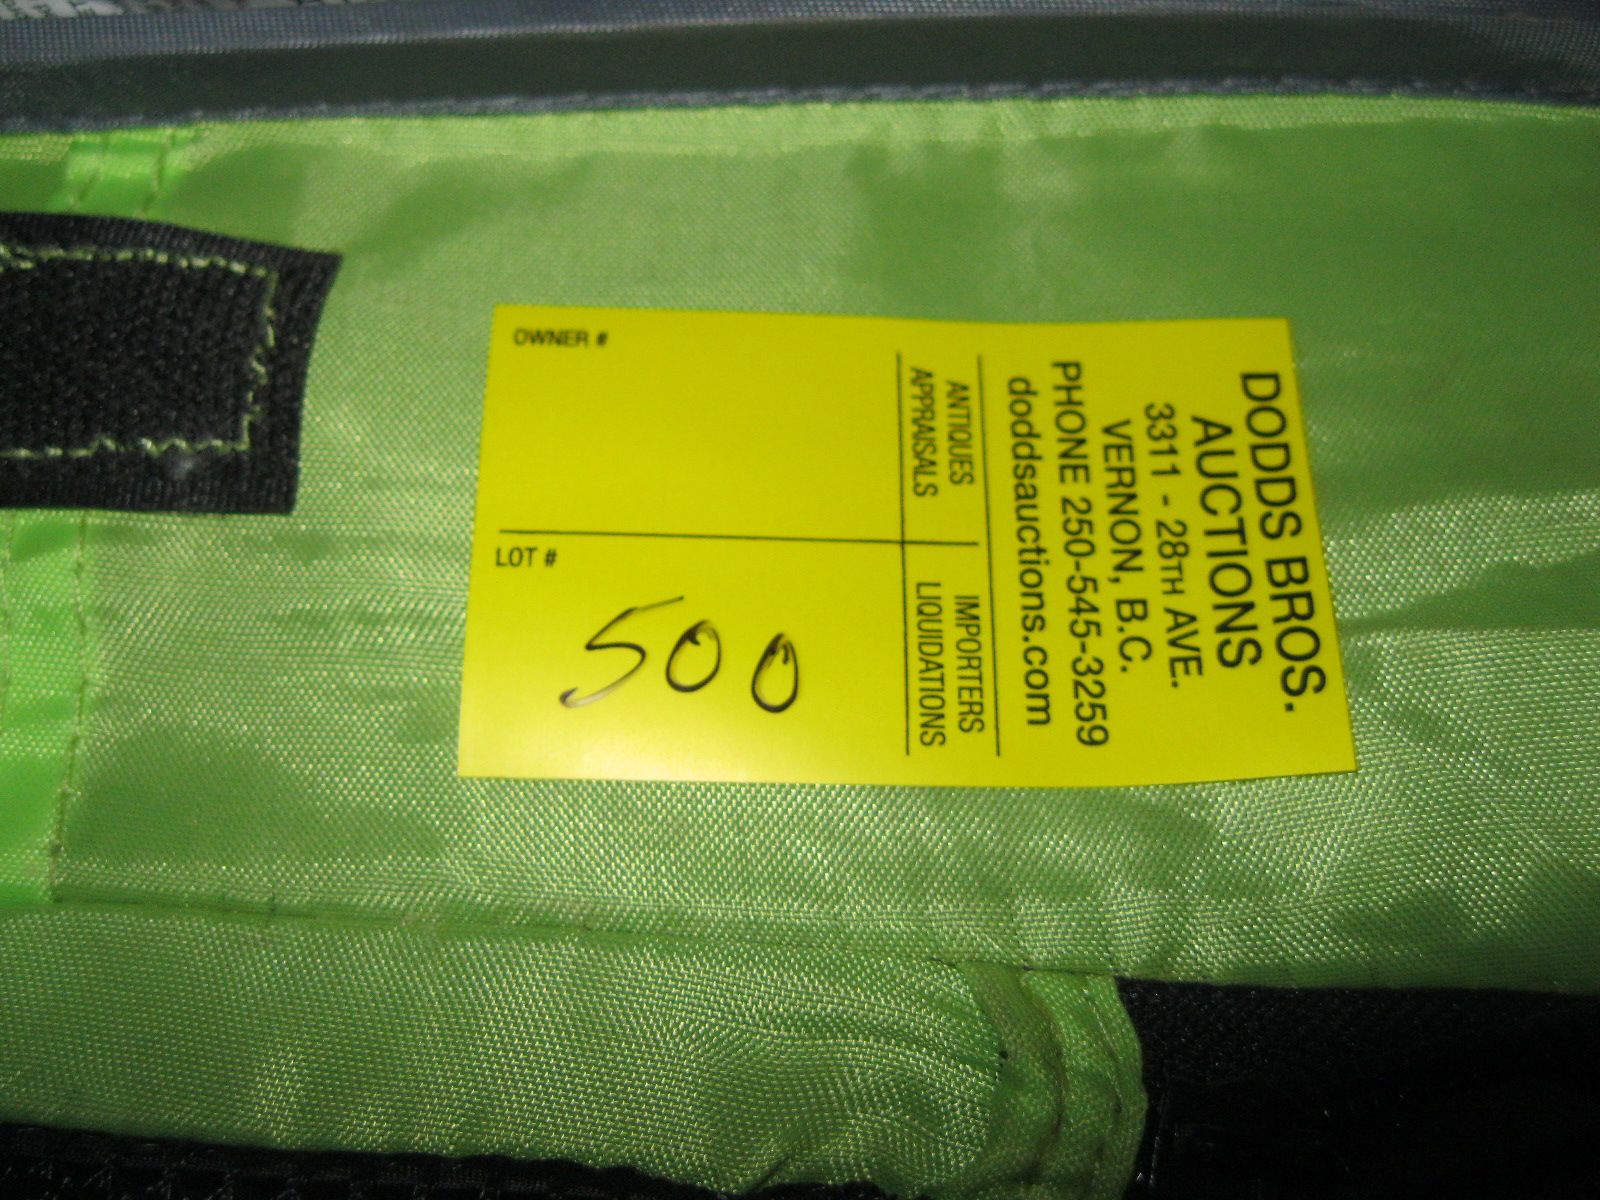 DODDS BROS.
AUCTIONS
3311 - 28TH AVE.
VERNON, B.C.
PHONE 250-545-3259
doddsauctions.com
ANTIQUES
APPRAISALS
IMPORTERS
LIQUIDATIONS
OWNER #
LOT #
500